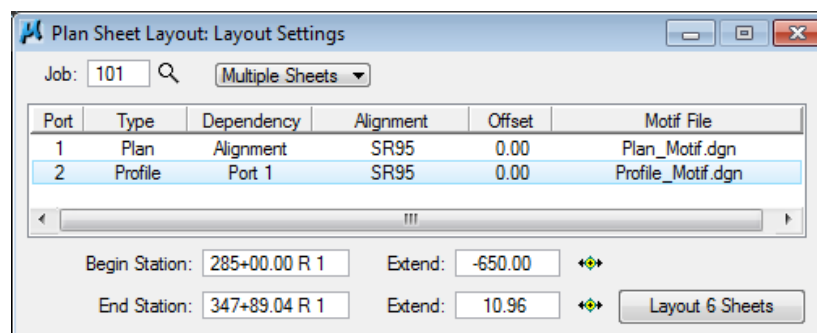 Plan Sheet Layout: Layout Settings
Job: 101 Multiple Sheets
Port Type Dependency Alignment Offset Motif File
1 Plan Alignment SR95 0.00 Plan_Motif.dgn
2 Profile Port 1 SR95 0.00 Profile_Motif.dgn
Begin Station: 285+00.00 R 1 Extend: -650.00
End Station: 347+89.04 R 1 Extend: 10.96 Layout 6 Sheets